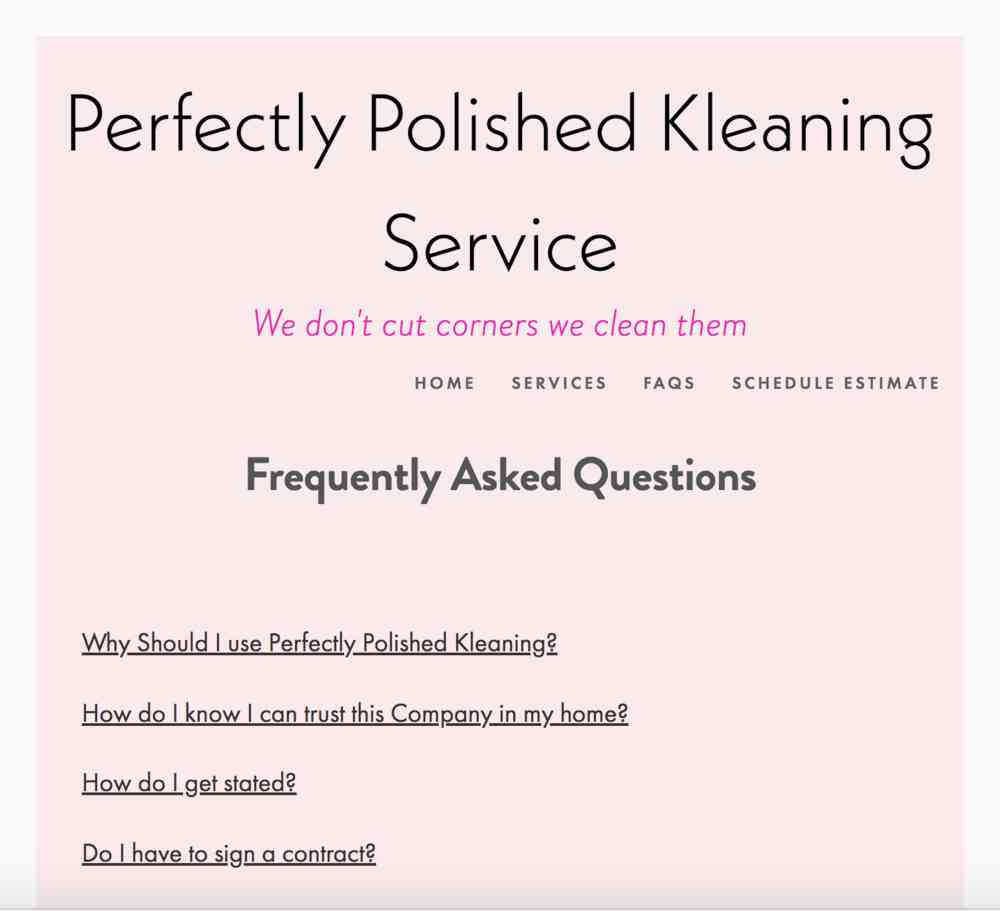 Perfectly Polished Kleaning
Service
We don't cut corners we clean them
HOME SERVICES FAQS SCHEDULE ESTIMATE
Frequently Asked Questions
Why Should I use Perfectly Polished Kleaning?
How do I know I can trust this Company in my home?
How do I get stated?
Do I have to sign a contract?